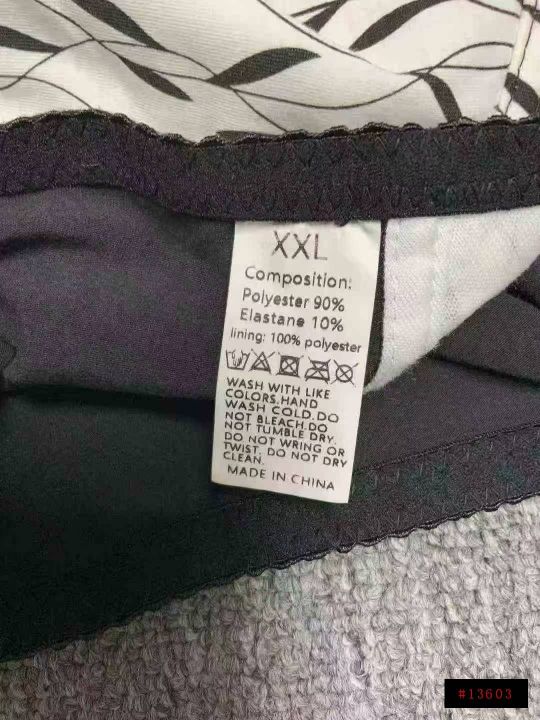 XXL
Composition:
Polyester 90%
Elastane 10%
lining: 100% polyester
WASH WITH LIKE
COLORS.HAND
WASH COLD.DO
NOT BLEACH.DO
NOT TUMBLE DRY.
DO NOT WRING OR
TWIST. DO NOT DRY
CLEAN.
MADE IN CHINA
#13603